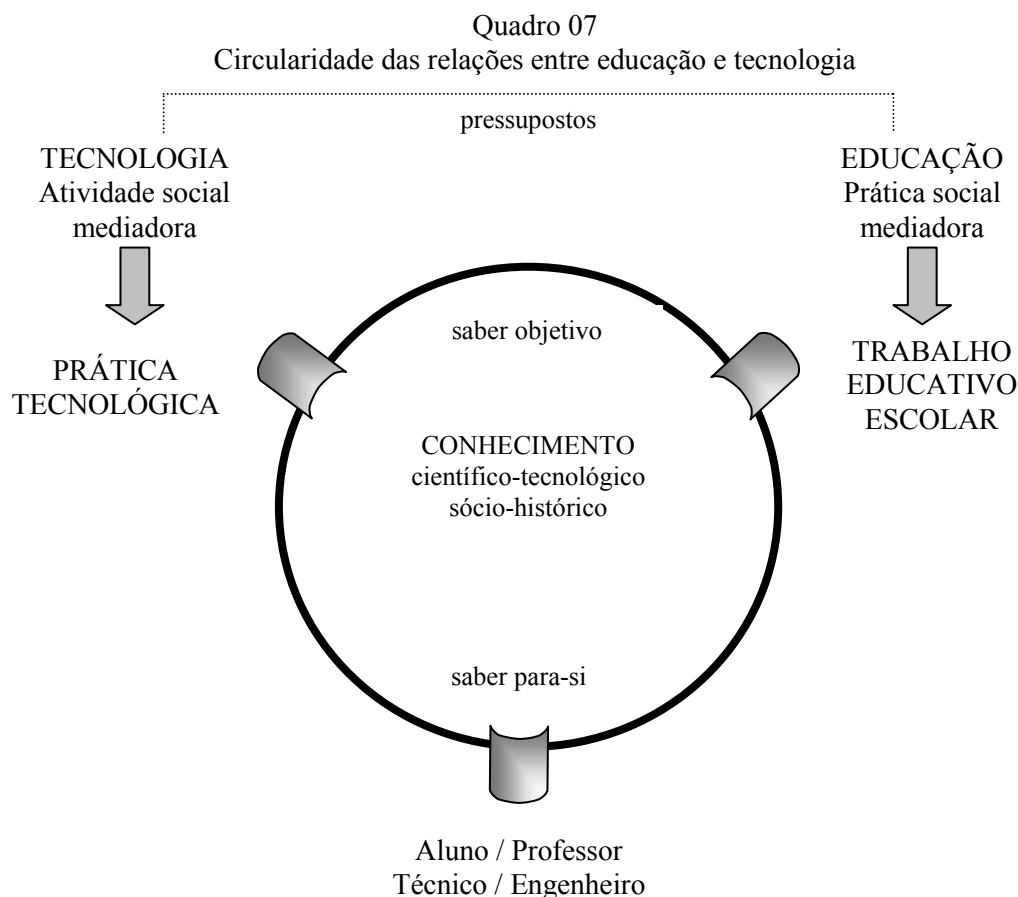 Quadro 07
Circularidade das relações entre educação e tecnologia
pressupostos
TECNOLOGIA
Atividade social
mediadora
EDUCAÇÃO
Prática social
mediadora
PRÁTICA
TECNOLÓGICA
saber objetivo
TRABALHO
EDUCATIVO
ESCOLAR
CONHECIMENTO
científico-tecnológico
sócio-histórico
saber para-si
Aluno / Professor
Técnico / Engenheiro